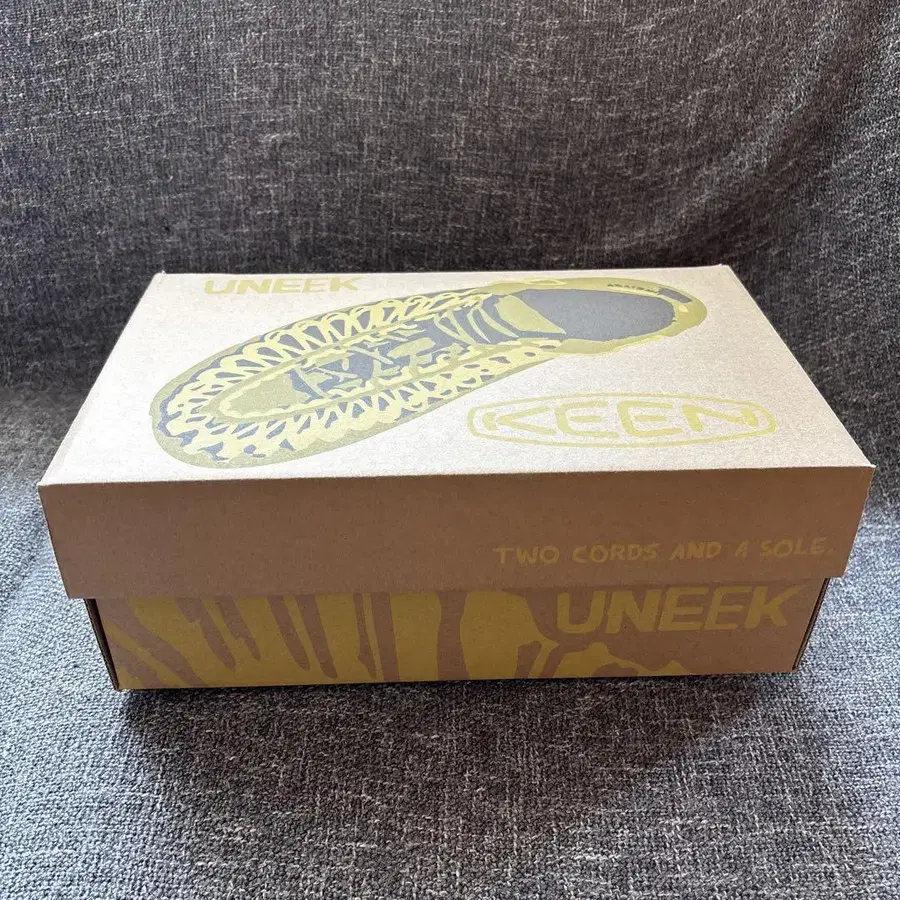 UNEEK
KEEN
TWO CORDS AND A SOLE.
UNEEK